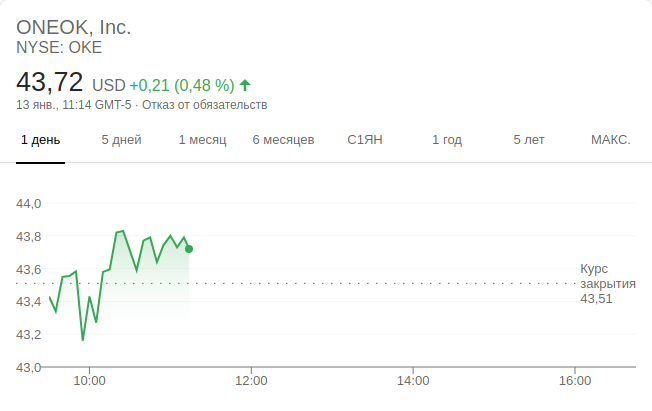 ONEOK, Inc.
NYSE: OKE
43,72 USD +0,21 (0,48 %)
13 янв., 11:14 GMT-5 · Отказ от обязательств
1 день 5 дней 1 месяц 6 месяцев С1ЯН 1 год 5 лет МАКС.
44,0
43,8
43,6
43,4
43,2
43,0
Курс
закрытия
43,51
10:00 12:00 14:00 16:00